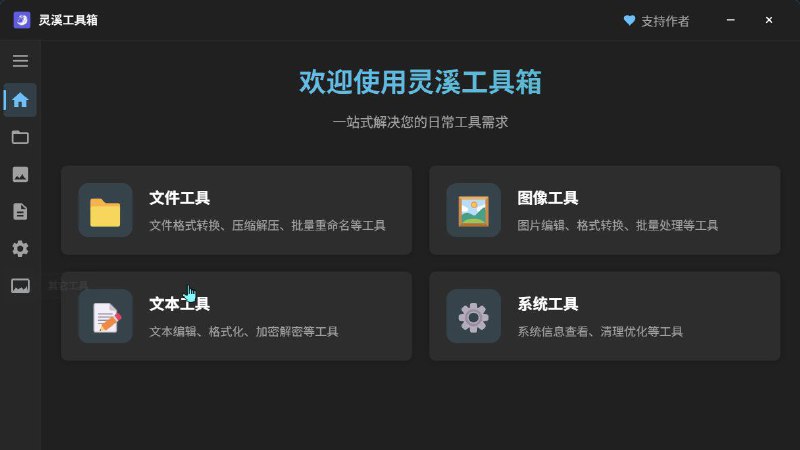 灵溪工具箱
支持作者
欢迎使用灵溪工具箱
一站式解决您的日常工具需求
文件工具
文件格式转换、压缩解压、批量重命名等工具
图像工具
图片编辑、格式转换、批量处理等工具
其它工具
文本工具
文本编辑、格式化、加密解密等工具
系统工具
系统信息查看、清理优化等工具